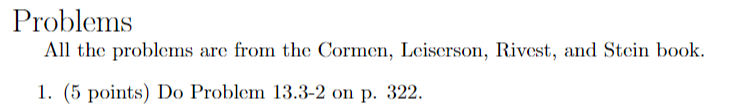 Problems
All the problems are from the Cormen, Leiserson, Rivest, and Stein book.
1. (5 points) Do Problem 13.3-2 on p. 322.